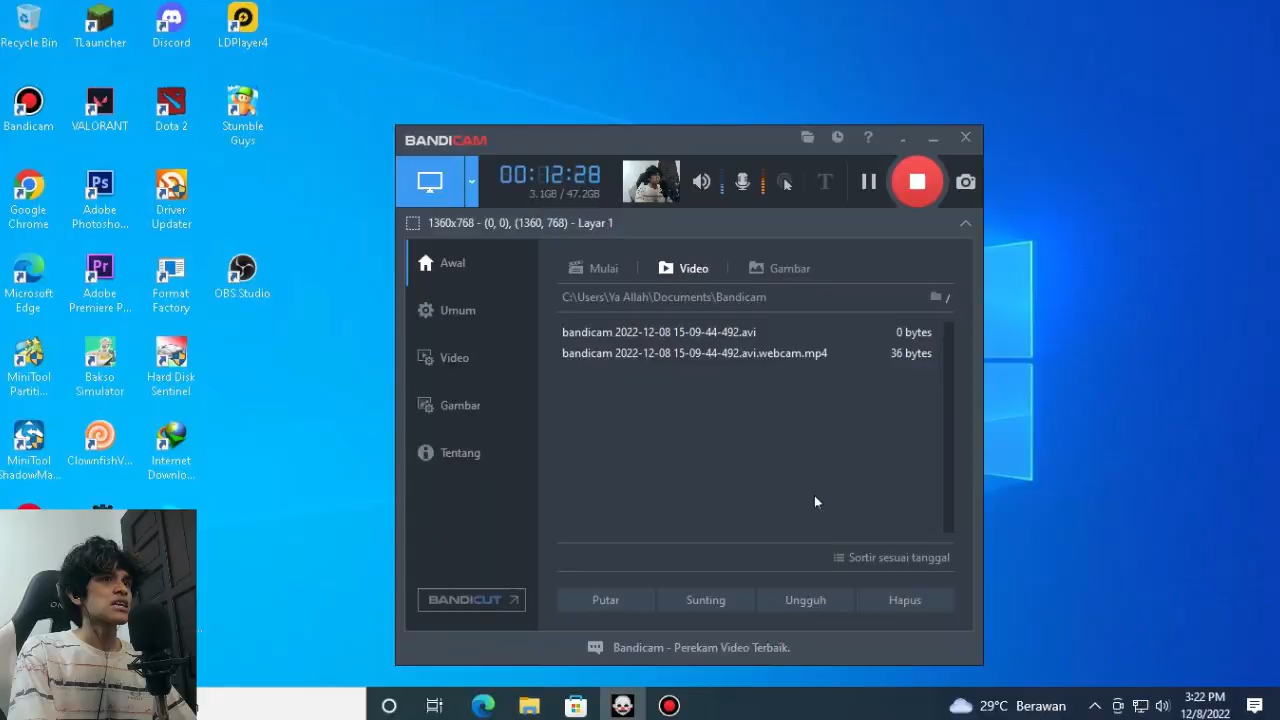 Recycle Bin
TLauncher
Discord
LDPlayer4
Bandicam
VALORANT
Dota 2
Stumble
Guys
Google
Chrome
Adobe
Photosho...
Driver
Updater
Microsoft
Edge
Adobe
Premiere P...
Format
Factory
OBS Studio
MiniTool
Partiti...
Bakso
Simulator
Hard Disk
Sentinel
MiniTool
ShadowMa...
ClownfishV...
Internet
Downlo...
BANDICAM
00:12:28
3.1GB / 47.2GB
1360x768 - (0, 0), (1360, 768) - Layar 1
Awal
Umum
Video
Gambar
Tentang
BANDICUT
Mulai
Video
Gambar
C:\Users\Ya Allah\Documents\Bandicam
bandicam 2022-12-08 15-09-44-492.avi 0 bytes
bandicam 2022-12-08 15-09-44-492.avi.webcam.mp4 36 bytes
Sortir sesuai tanggal
Putar Sunting Ungguh Hapus
Bandicam - Perekam Video Terbaik.
29°C Berawan
3:22 PM
12/8/2022